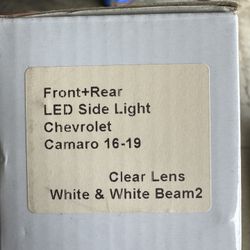 Front+Rear
LED Side Light
Chevrolet
Camaro 16-19
Clear Lens
White & White Beam2